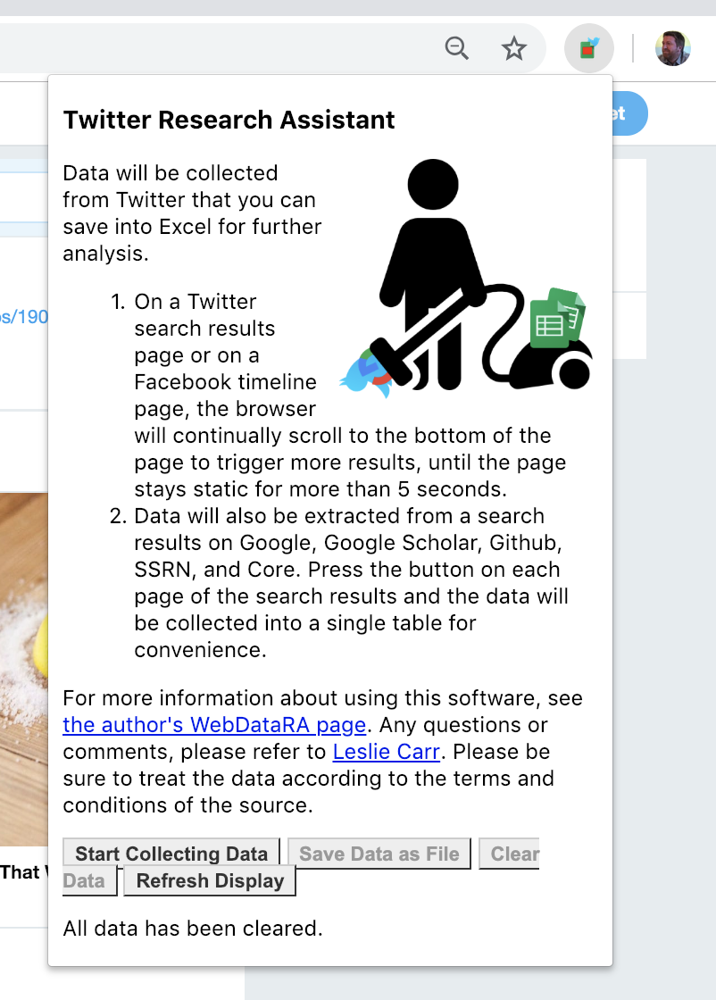 et
Twitter Research Assistant
Data will be collected
from Twitter that you can
save into Excel for further
analysis.
1. On a Twitter
search results
page or on a
Facebook timeline
page, the browser
will continually scroll to the bottom of the
page to trigger more results, until the page
stays static for more than 5 seconds.
2. Data will also be extracted from a search
results on Google, Google Scholar, Github,
SSRN, and Core. Press the button on each
page of the search results and the data will
be collected into a single table for
convenience.
os/190
For more information about using this software, see
the author's WebDataRA page. Any questions or
comments, please refer to Leslie Carr. Please be
sure to treat the data according to the terms and
conditions of the source.
Start Collecting Data Save Data as File Clear
Data Refresh Display
That
All data has been cleared.